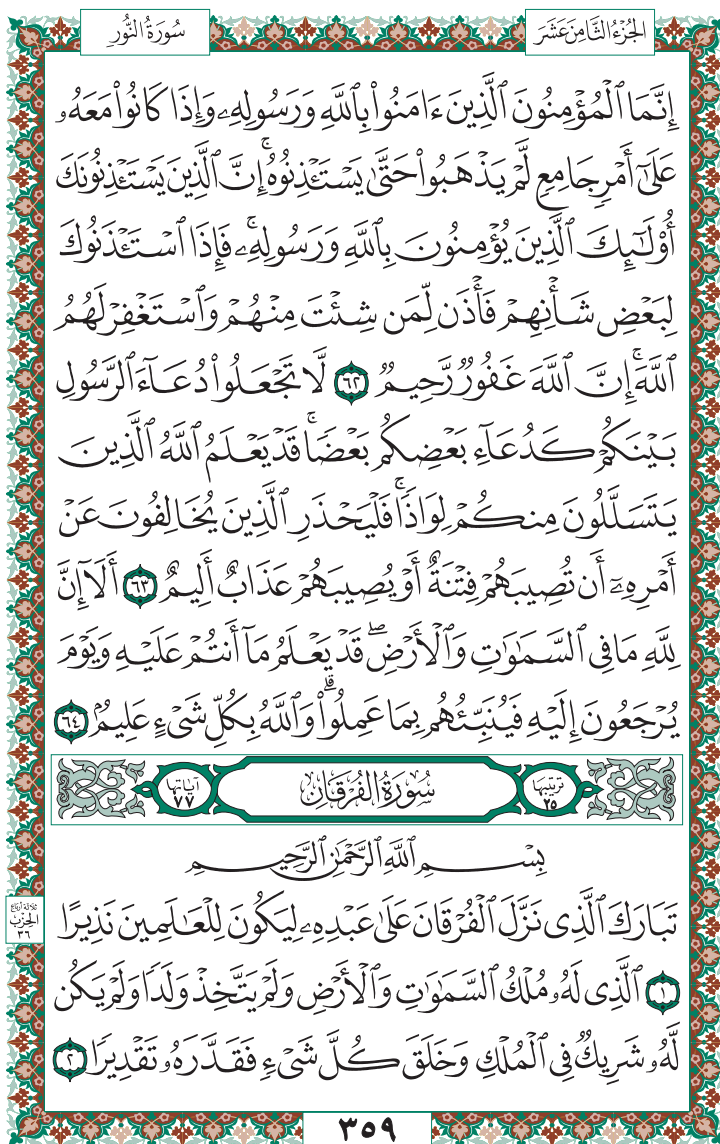 الجُزْءُ الثَّامِنَ عَشَرَ
سُورَةُ النُّورِ
إِنَّمَا ٱلْمُؤْمِنُونَ ٱلَّذِينَ ءَامَنُوا۟ بِٱللَّهِ وَرَسُولِهِۦ وَإِذَا كَانُوا۟ مَعَهُۥ
عَلَىٰٓ أَمْرٍ جَامِعٍ لَّمْ يَذْهَبُوا۟ حَتَّىٰ يَسْتَـْٔذِنُوهُ ۚ إِنَّ ٱلَّذِينَ يَسْتَـْٔذِنُونَكَ
أُو۟لَـٰٓئِكَ ٱلَّذِينَ يُؤْمِنُونَ بِٱللَّهِ وَرَسُولِهِۦ ۚ فَإِذَا ٱسْتَـْٔذَنُوكَ
لِبَعْضِ شَأْنِهِمْ فَأْذَن لِّمَن شِئْتَ مِنْهُمْ وَٱسْتَغْفِرْ لَهُمُ
ٱللَّهَ ۚ إِنَّ ٱللَّهَ غَفُورٌ رَّحِيمٌ ٦٢ لَّا تَجْعَلُوا۟ دُعَآءَ ٱلرَّسُولِ
بَيْنَكُمْ كَدُعَآءِ بَعْضِكُم بَعْضًا ۚ قَدْ يَعْلَمُ ٱللَّهُ ٱلَّذِينَ
يَتَسَلَّلُونَ مِنكُمْ لِوَاذًا ۚ فَلْيَحْذَرِ ٱلَّذِينَ يُخَالِفُونَ عَنْ
أَمْرِهِۦٓ أَن تُصِيبَهُمْ فِتْنَةٌ أَوْ يُصِيبَهُمْ عَذَابٌ أَلِيمٌ ٦٣ أَلَآ إِنَّ
لِلَّهِ مَا فِى ٱلسَّمَـٰوَٰتِ وَٱلْأَرْضِ ۖ قَدْ يَعْلَمُ مَآ أَنتُمْ عَلَيْهِ وَيَوْمَ
يُرْجَعُونَ إِلَيْهِ فَيُنَبِّئُهُم بِمَا عَمِلُوا۟ ۗ وَٱللَّهُ بِكُلِّ شَىْءٍ عَلِيمٌۢ ٦٤
ترتيبها ٢٥ سُورَةُ الفُرْقَانِ آياتها ٧٧
بِسْمِ ٱللَّهِ ٱلرَّحْمَـٰنِ ٱلرَّحِيمِ
تَبَارَكَ ٱلَّذِى نَزَّلَ ٱلْفُرْقَانَ عَلَىٰ عَبْدِهِۦ لِيَكُونَ لِلْعَـٰلَمِينَ نَذِيرًا
١ ٱلَّذِى لَهُۥ مُلْكُ ٱلسَّمَـٰوَٰتِ وَٱلْأَرْضِ وَلَمْ يَتَّخِذْ وَلَدًا وَلَمْ يَكُن
لَّهُۥ شَرِيكٌ فِى ٱلْمُلْكِ وَخَلَقَ كُلَّ شَىْءٍ فَقَدَّرَهُۥ تَقْدِيرًا ٢
ثلاثة أرباع
الحزب
٣٦
٣٥٩